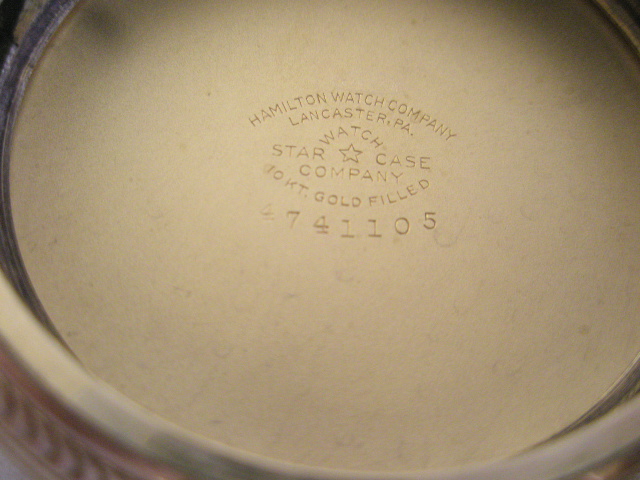 HAMILTON WATCH COMPANY
LANCASTER, PA.
WATCH
STAR ☆ CASE
COMPANY
10 KT. GOLD FILLED
4741105